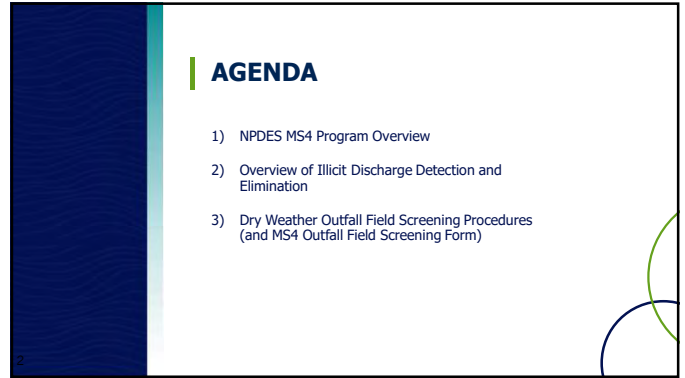 AGENDA
1) NPDES MS4 Program Overview
2) Overview of Illicit Discharge Detection and
Elimination
3) Dry Weather Outfall Field Screening Procedures
(and MS4 Outfall Field Screening Form)
2